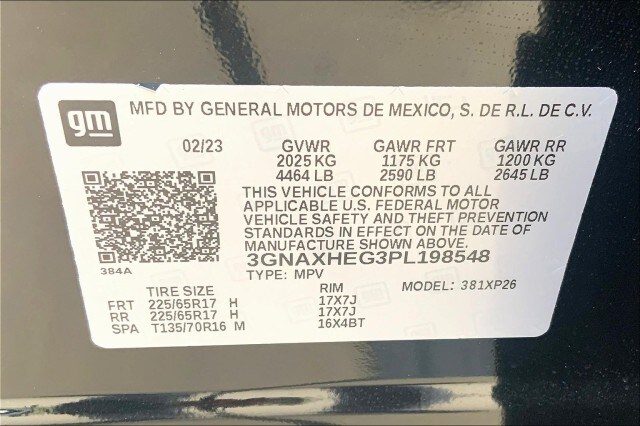 gm
MFD BY GENERAL MOTORS DE MEXICO, S. DE R.L. DE C.V.
02/23 GVWR GAWR FRT GAWR RR
2025 KG 1175 KG 1200 KG
4464 LB 2590 LB 2645 LB
THIS VEHICLE CONFORMS TO ALL
APPLICABLE U.S. FEDERAL MOTOR
VEHICLE SAFETY AND THEFT PREVENTION
STANDARDS IN EFFECT ON THE DATE OF
MANUFACTURE SHOWN ABOVE.
384A 3GNAXHEG3PL198548
TYPE: MPV MODEL: 381XP26
TIRE SIZE RIM
FRT 225/65R17 H 17X7J
RR 225/65R17 H 17X7J
SPA T135/70R16 M 16X4BT